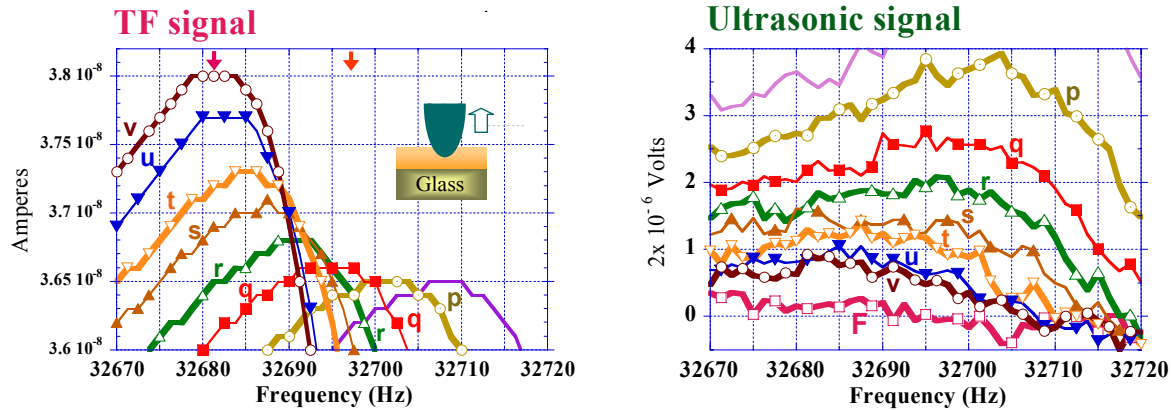 TF signal
3.8 10⁻⁸
3.75 10⁻⁸
3.7 10⁻⁸
3.65 10⁻⁸
3.6 10⁻⁸
Amperes
v
u
t
s
r
q
p
q
r
Glass
32670 32680 32690 32700 32710 32720
Frequency (Hz)
Ultrasonic signal
4
3
2
1
0
2x 10⁻⁶ Volts
p
q
r
s
t
u
v
F
32670 32680 32690 32700 32710 32720
Frequency (Hz)